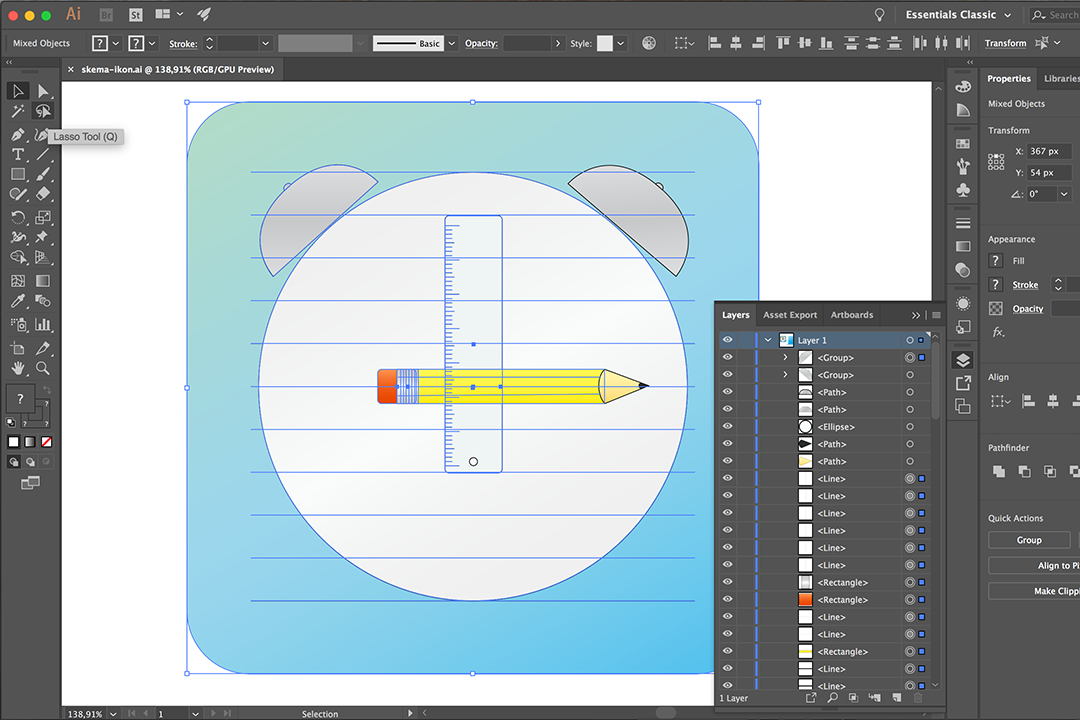 Ai Br St Essentials Classic Search
Mixed Objects ? ? Stroke: Basic Opacity: Style: Transform
× skema-ikon.ai @ 138,91% (RGB/GPU Preview)
Lasso Tool (Q)
T
?
?
?
138,91% 1 Selection
Layers Asset Export Artboards
Layer 1
<Group>
<Group>
<Path>
<Path>
<Ellipse>
<Path>
<Path>
<Line>
<Line>
<Line>
<Line>
<Line>
<Line>
<Rectangle>
<Rectangle>
<Line>
<Line>
<Rectangle>
<Line>
<Line>
1 Layer
Properties Libraries
Mixed Objects
Transform
X: 367 px
Y: 54 px
0°
Appearance
? Fill
? Stroke
Opacity
fx.
Align
Pathfinder
Quick Actions
Group
Align to Pi
Make Clippi